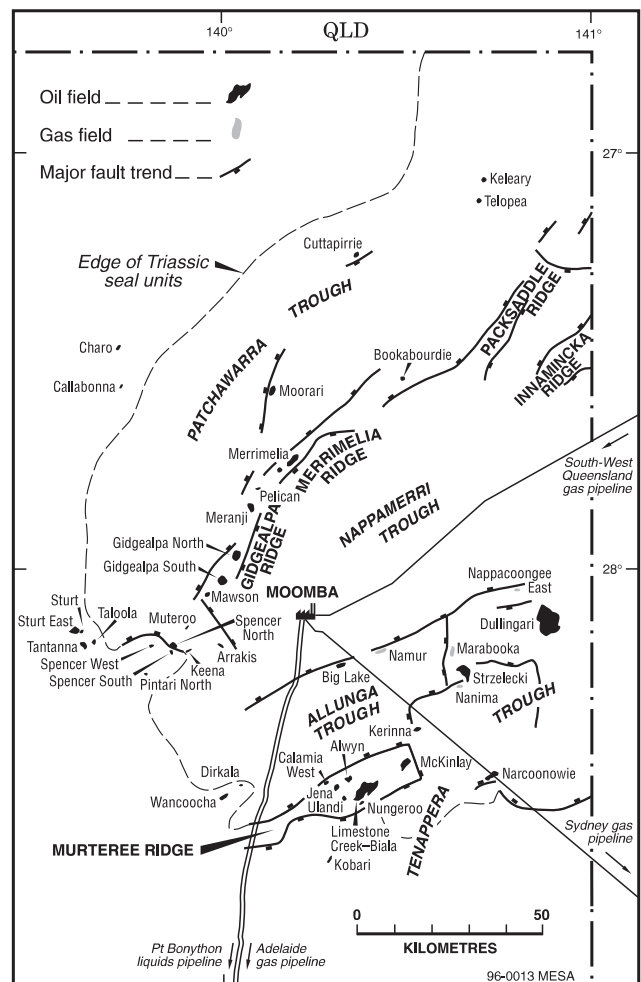 140°
QLD
141°
Oil field
Gas field
Major fault trend
27°
Keleary
Telopea
Cuttapirrie
Edge of Triassic
seal units
TROUGH
PACKSADDLE
RIDGE
Charo
Bookabourdie
Callabonna
PATCHAWARRA
Moorari
INNAMINCKA
RIDGE
Merrimelia
MERRIMELIA
RIDGE
South-West
Queensland
gas pipeline
Pelican
Meranji
NAPPAMERRI
TROUGH
GIDGEALPA
RIDGE
Gidgealpa North
Gidgealpa South
28°
Mawson
MOOMBA
Nappacoongee
East
Sturt
Taloola
Muteroo
Spencer
North
Sturt East
Dullingari
Tantanna
Spencer West
Spencer South
Keena
Arrakis
Pintari North
Namur
Marabooka
Big Lake
Strzelecki
Nanima
TROUGH
ALLUNGA
TROUGH
Kerinna
Alwyn
Calamia
West
McKinlay
Dirkala
Narcoonowie
Wancoocha
Jena
Ulandi
Nungeroo
Limestone
Creek–Biala
TENAPPERA
Sydney gas
pipeline
MURTEREE RIDGE
Kobari
0
50
KILOMETRES
Pt Bonython
liquids pipeline
Adelaide
gas pipeline
96-0013 MESA